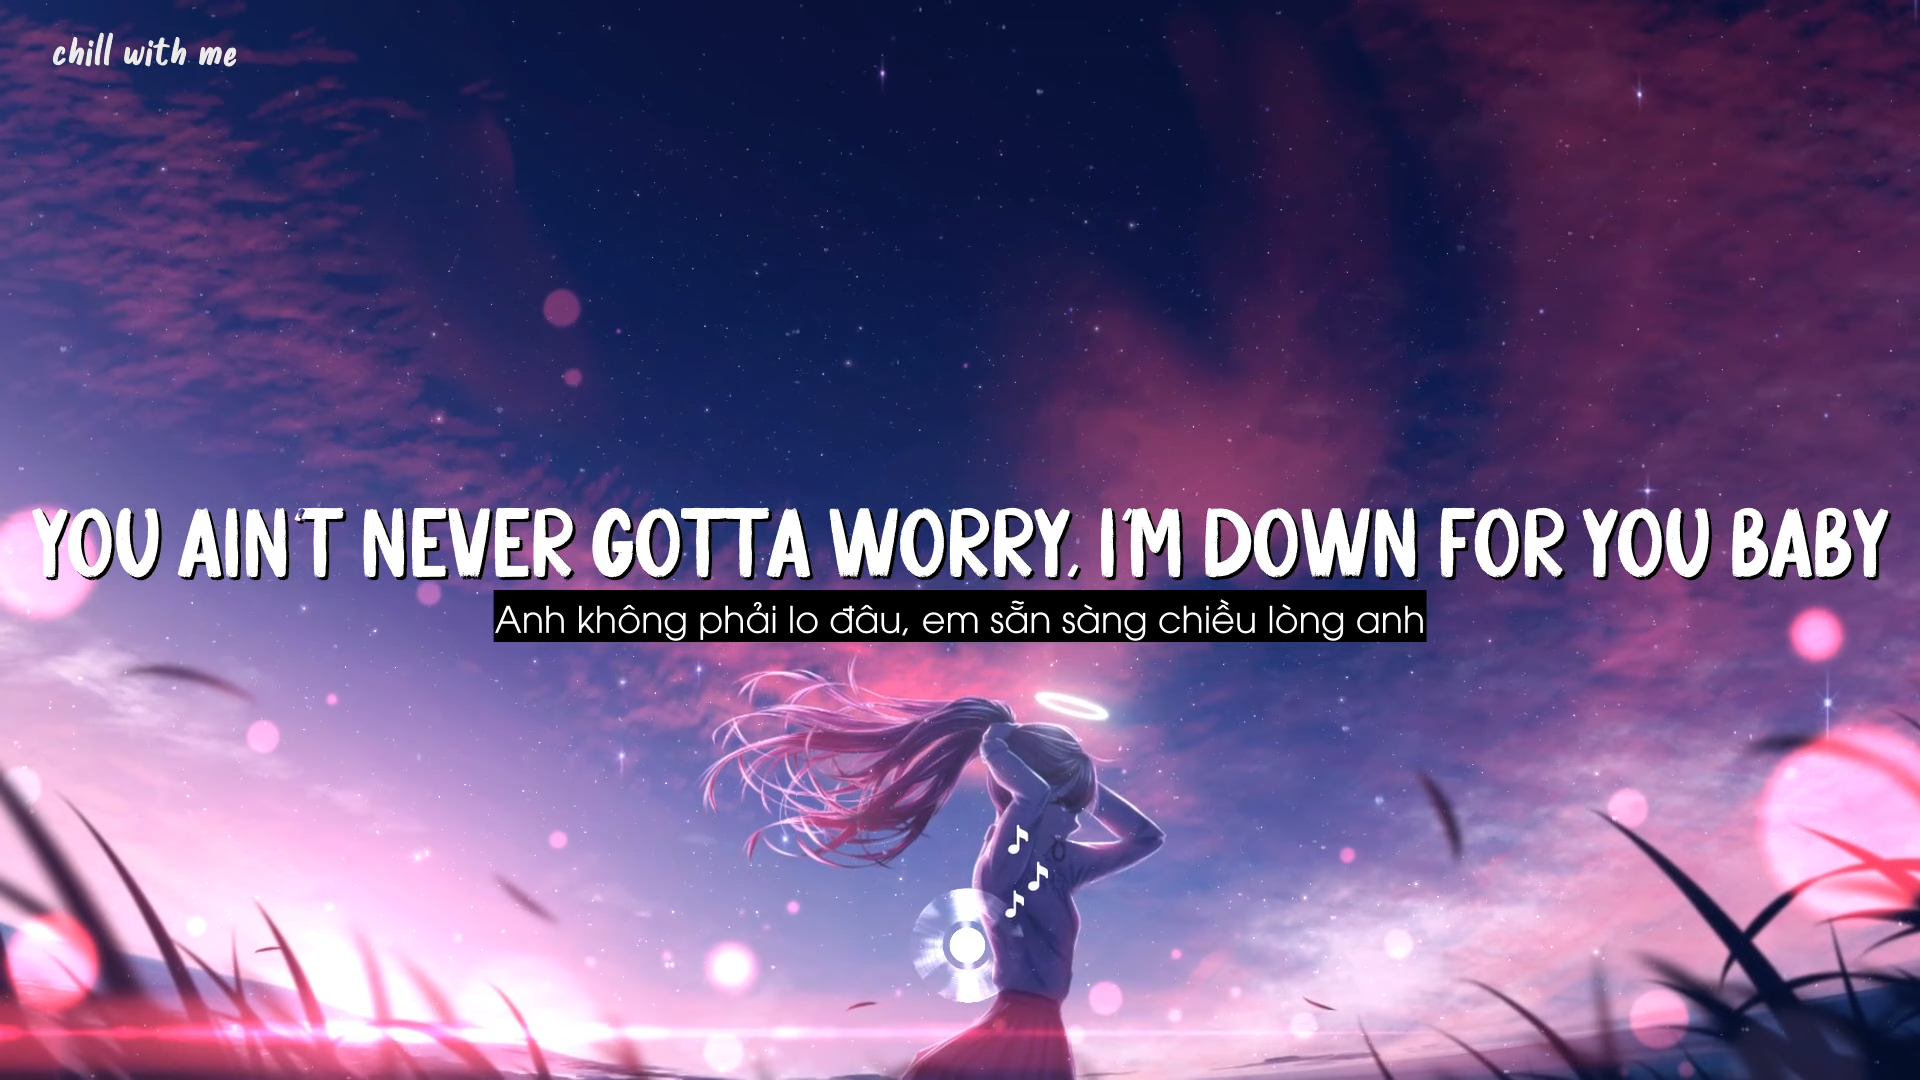 chill with me
YOU AIN'T NEVER GOTTA WORRY, I'M DOWN FOR YOU BABY
Anh không phải lo đâu, em sẵn sàng chiều lòng anh